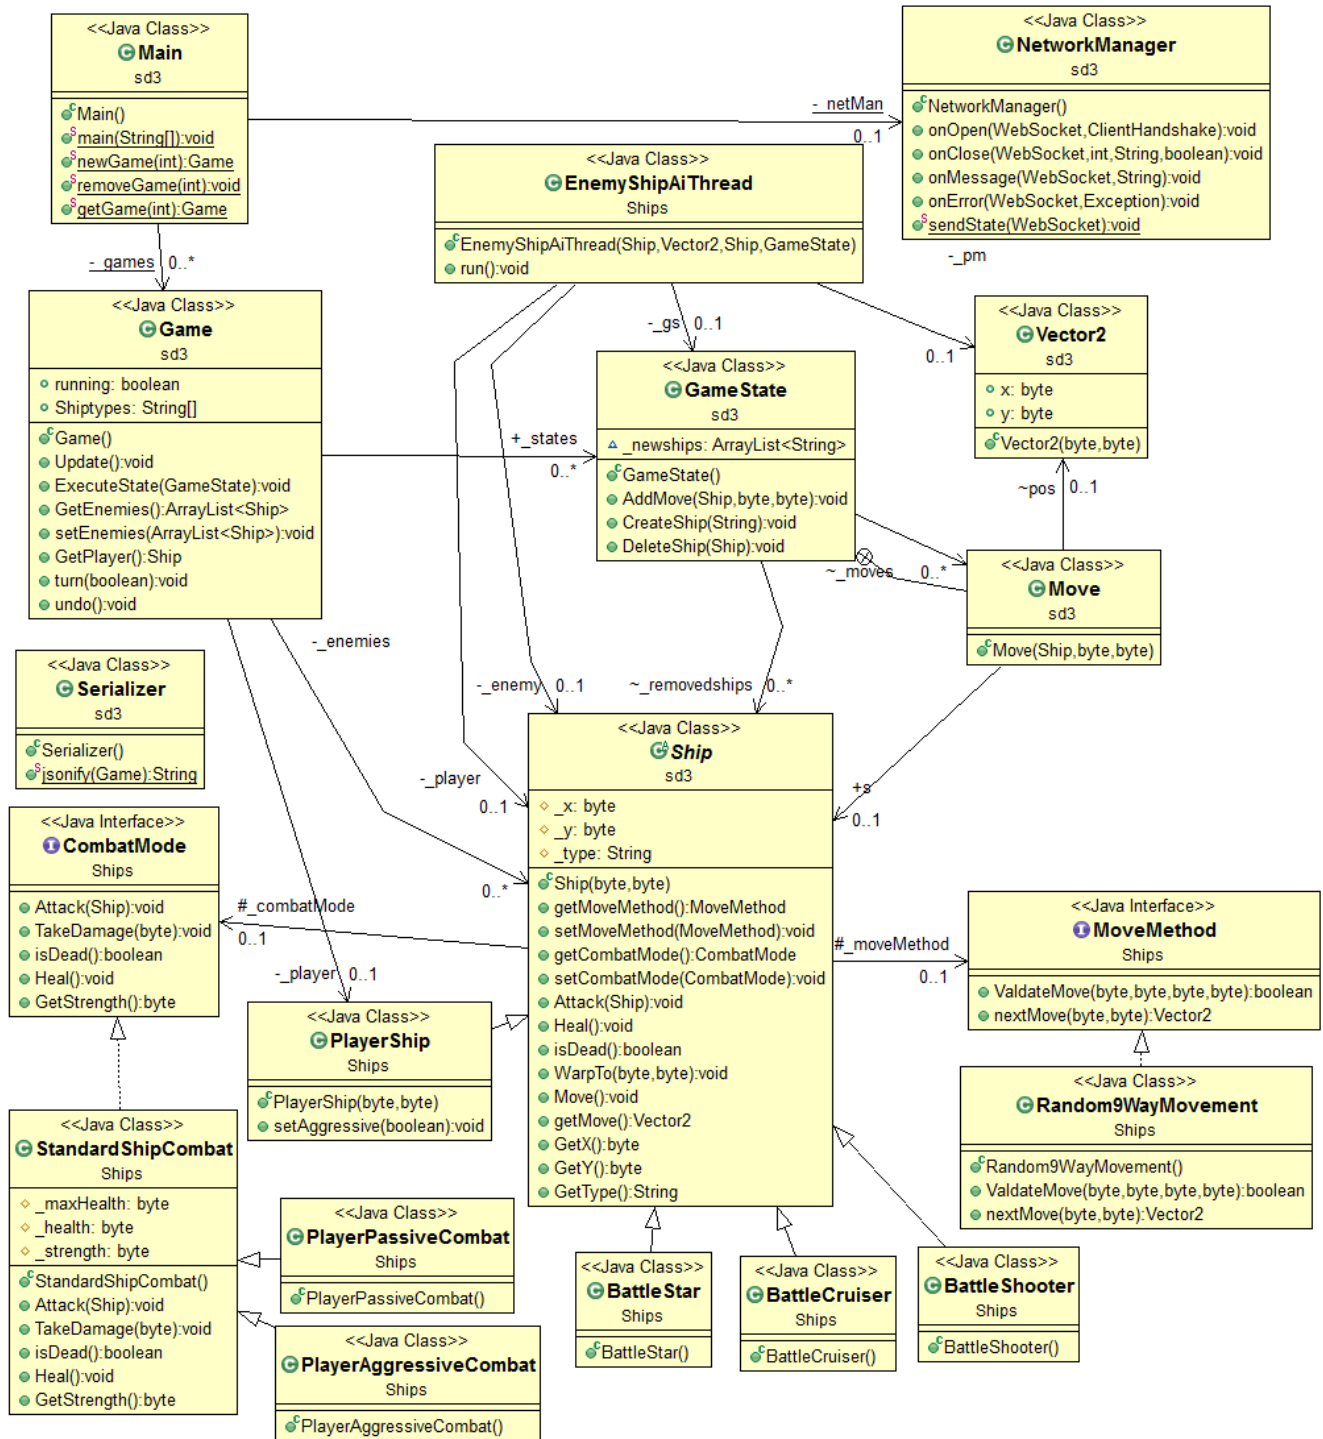 <<Java Class>>
Main
sd3
Main()
main(String[]):void
newGame(int):Game
removeGame(int):void
getGame(int):Game
<<Java Class>>
NetworkManager
sd3
NetworkManager()
onOpen(WebSocket,ClientHandshake):void
onClose(WebSocket,int,String,boolean):void
onMessage(WebSocket,String):void
onError(WebSocket,Exception):void
sendState(WebSocket):void
-_netMan
0..1
<<Java Class>>
EnemyShipAiThread
Ships
EnemyShipAiThread(Ship,Vector2,Ship,GameState)
run():void
-_pm
0..1
-_games 0..*
<<Java Class>>
Game
sd3
running: boolean
Shiptypes: String[]
Game()
Update():void
ExecuteState(GameState):void
GetEnemies():ArrayList<Ship>
setEnemies(ArrayList<Ship>):void
GetPlayer():Ship
turn(boolean):void
undo():void
-_gs 0..1
<<Java Class>>
GameState
sd3
_newships: ArrayList<String>
GameState()
AddMove(Ship,byte,byte):void
CreateShip(String):void
DeleteShip(Ship):void
+_states
0..*
<<Java Class>>
Vector2
sd3
x: byte
y: byte
Vector2(byte,byte)
~pos 0..1
~_moves 0..*
<<Java Class>>
Move
sd3
Move(Ship,byte,byte)
-_enemies
0..*
<<Java Class>>
Serializer
sd3
Serializer()
jsonify(Game):String
-_enemy 0..1
~_removedships 0..*
-_player
0..1
+s
0..1
<<Java Class>>
Ship
sd3
_x: byte
_y: byte
_type: String
Ship(byte,byte)
getMoveMethod():MoveMethod
setMoveMethod(MoveMethod):void
getCombatMode():CombatMode
setCombatMode(CombatMode):void
Attack(Ship):void
Heal():void
isDead():boolean
WarpTo(byte,byte):void
Move():void
getMove():Vector2
GetX():byte
GetY():byte
GetType():String
<<Java Interface>>
CombatMode
Ships
Attack(Ship):void
TakeDamage(byte):void
isDead():boolean
Heal():void
GetStrength():byte
#_combatMode
0..1
-_player 0..1
<<Java Class>>
PlayerShip
Ships
PlayerShip(byte,byte)
setAggressive(boolean):void
#_moveMethod
0..1
<<Java Interface>>
MoveMethod
Ships
ValdateMove(byte,byte,byte,byte):boolean
nextMove(byte,byte):Vector2
<<Java Class>>
Random9WayMovement
Ships
Random9WayMovement()
ValdateMove(byte,byte,byte,byte):boolean
nextMove(byte,byte):Vector2
<<Java Class>>
StandardShipCombat
Ships
_maxHealth: byte
_health: byte
_strength: byte
StandardShipCombat()
Attack(Ship):void
TakeDamage(byte):void
isDead():boolean
Heal():void
GetStrength():byte
<<Java Class>>
PlayerPassiveCombat
Ships
PlayerPassiveCombat()
<<Java Class>>
PlayerAggressiveCombat
Ships
PlayerAggressiveCombat()
<<Java Class>>
BattleStar
Ships
BattleStar()
<<Java Class>>
BattleCruiser
Ships
BattleCruiser()
<<Java Class>>
BattleShooter
Ships
BattleShooter()